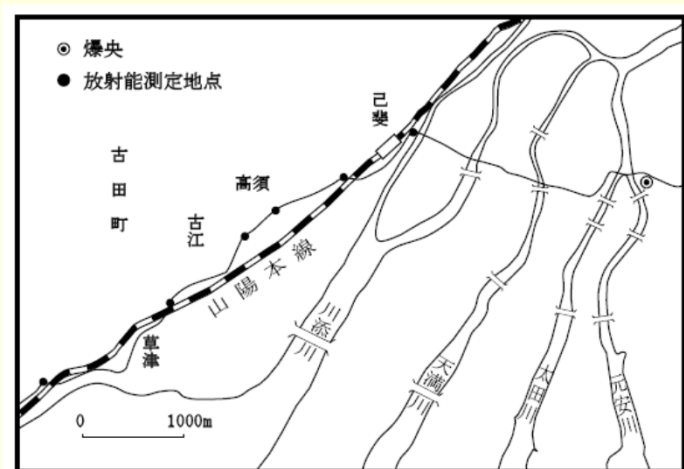 爆央
放射能測定地点
己斐
古田町
高須
古江
山陽本線
草津
川添川
天満川
太田川
元安川
0 1000m